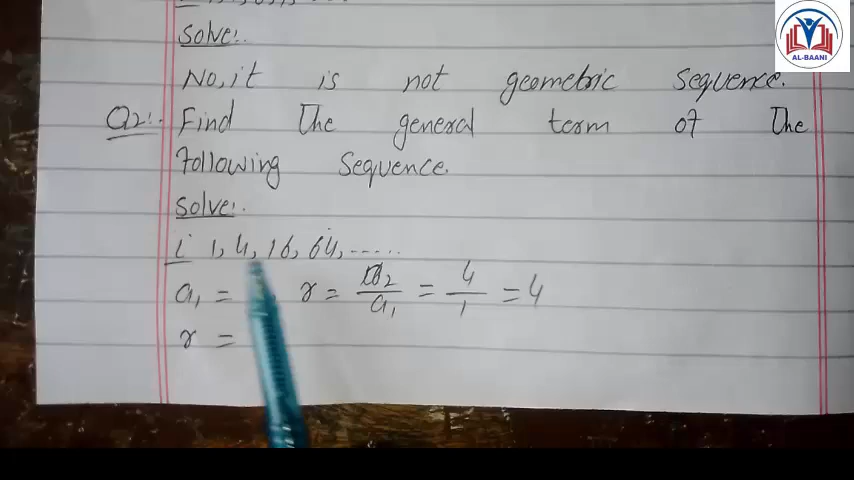 AL-BAANI
Solve:.
No, it is not geometric sequence.
Q2:. Find The general term of The
following Sequence.
Solve:.
i 1, 4, 16, 64, .....
a₁ = r = a₂/a₁ = 4/1 = 4
r =